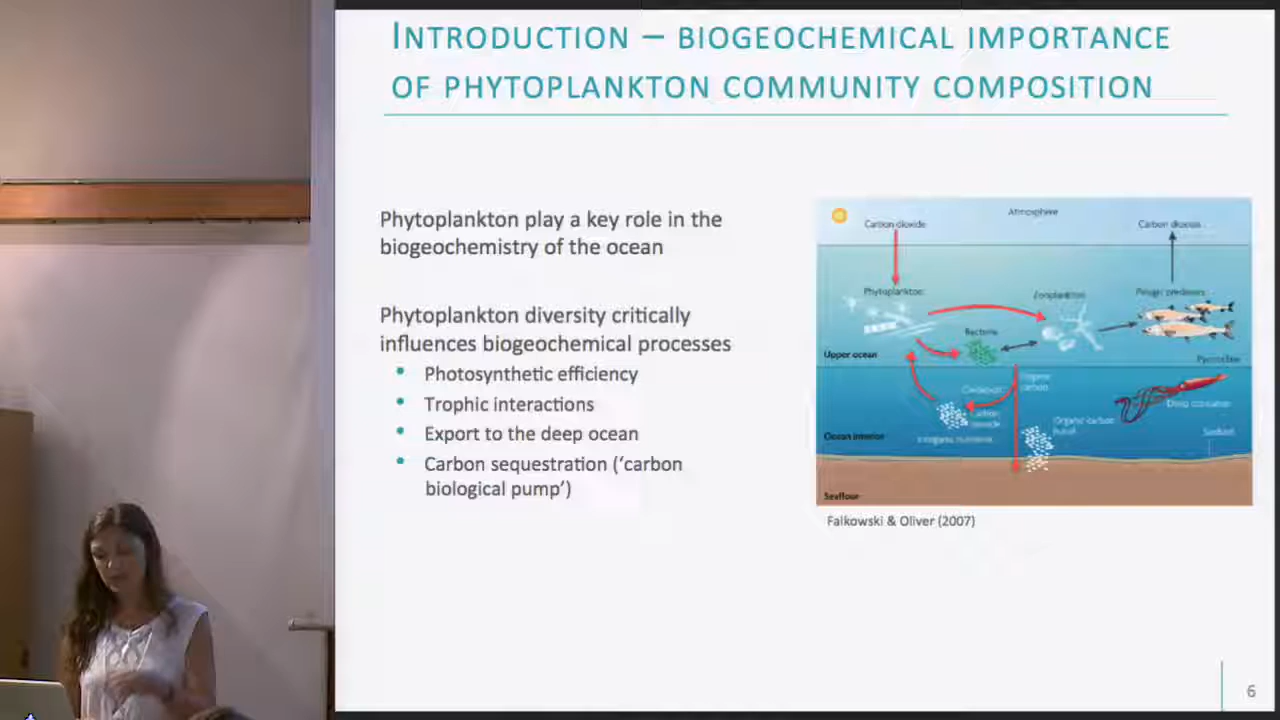 INTRODUCTION – BIOGEOCHEMICAL IMPORTANCE
OF PHYTOPLANKTON COMMUNITY COMPOSITION
Phytoplankton play a key role in the
biogeochemistry of the ocean
Phytoplankton diversity critically
influences biogeochemical processes
• Photosynthetic efficiency
• Trophic interactions
• Export to the deep ocean
• Carbon sequestration (‘carbon
biological pump’)
Atmosphere
Carbon dioxide
Carbon dioxide
Phytoplankton
Zooplankton
Pelagic predators
Bacteria
Upper ocean
Pycnocline
Organic
carbon
Carbon
dioxide
Organic carbon
Inorganic nutrients
Deep consumer
Seafloor
Ocean interior
Seafloor
Falkowski & Oliver (2007)
6